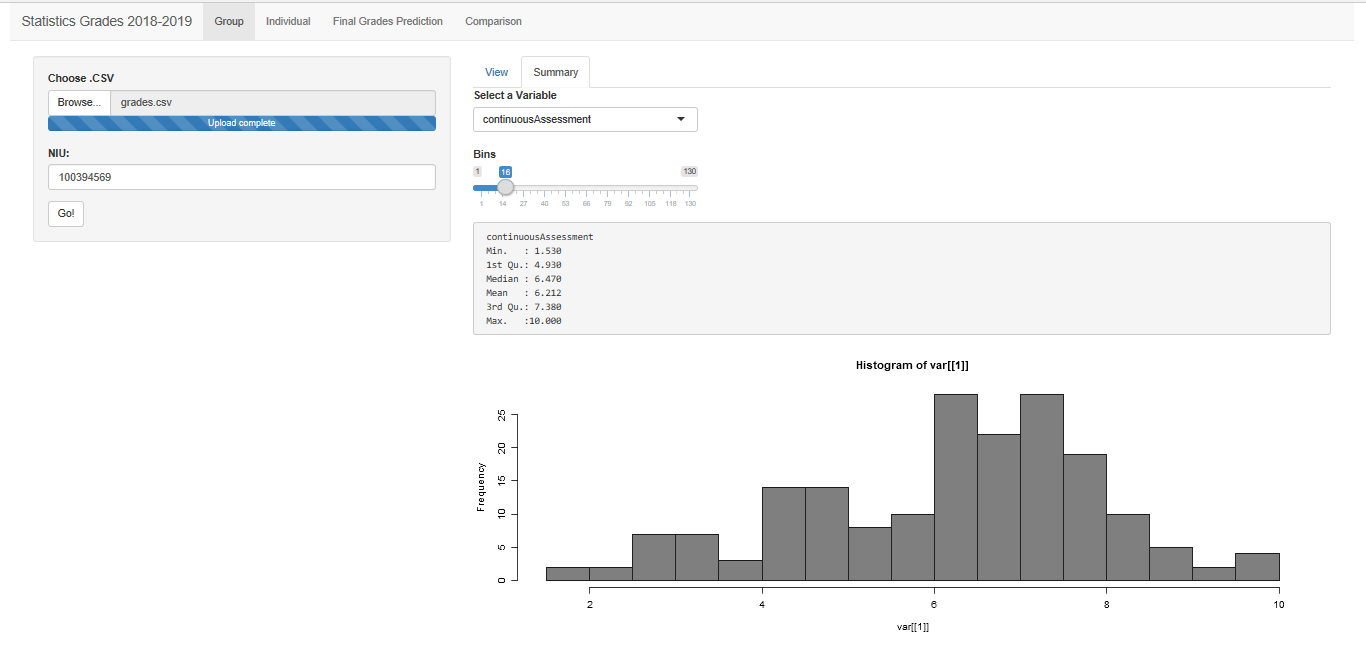 Statistics Grades 2018-2019 Group Individual Final Grades Prediction Comparison
Choose .CSV
Browse... grades.csv
Upload complete
NIU:
100394569
Go!
View Summary
Select a Variable
continuousAssessment
Bins
1 16 130
1 14 27 40 53 66 79 92 105 118 130
continuousAssessment
Min. : 1.530
1st Qu.: 4.930
Median : 6.470
Mean : 6.212
3rd Qu.: 7.380
Max. :10.000
Histogram of var[[1]]
Frequency
25
20
15
10
5
0
2 4 6 8 10
var[[1]]